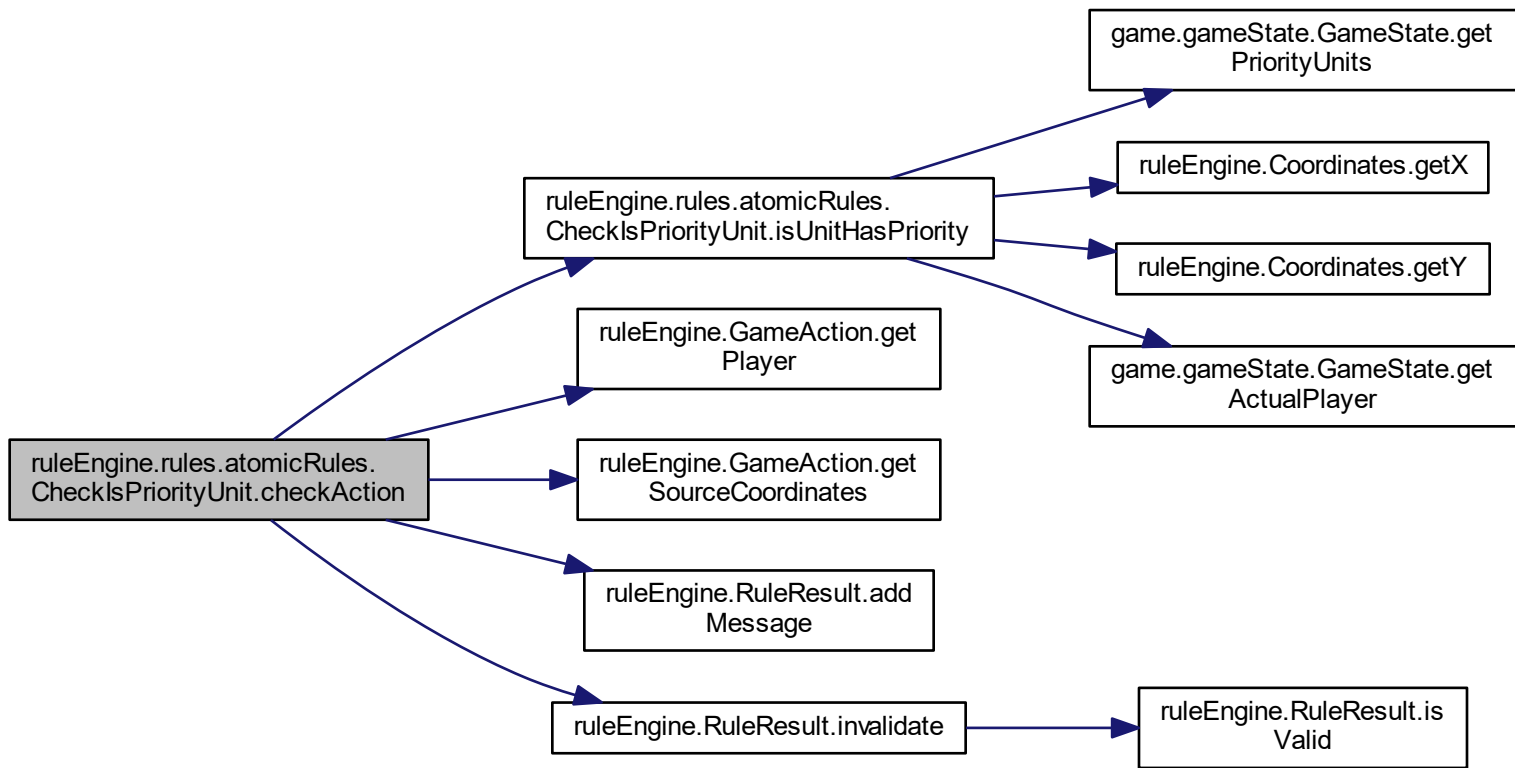 game.gameState.GameState.get
PriorityUnits
ruleEngine.Coordinates.getX
ruleEngine.rules.atomicRules.
CheckIsPriorityUnit.isUnitHasPriority
ruleEngine.Coordinates.getY
ruleEngine.GameAction.get
Player
game.gameState.GameState.get
ActualPlayer
ruleEngine.rules.atomicRules.
CheckIsPriorityUnit.checkAction
ruleEngine.GameAction.get
SourceCoordinates
ruleEngine.RuleResult.add
Message
ruleEngine.RuleResult.invalidate
ruleEngine.RuleResult.is
Valid